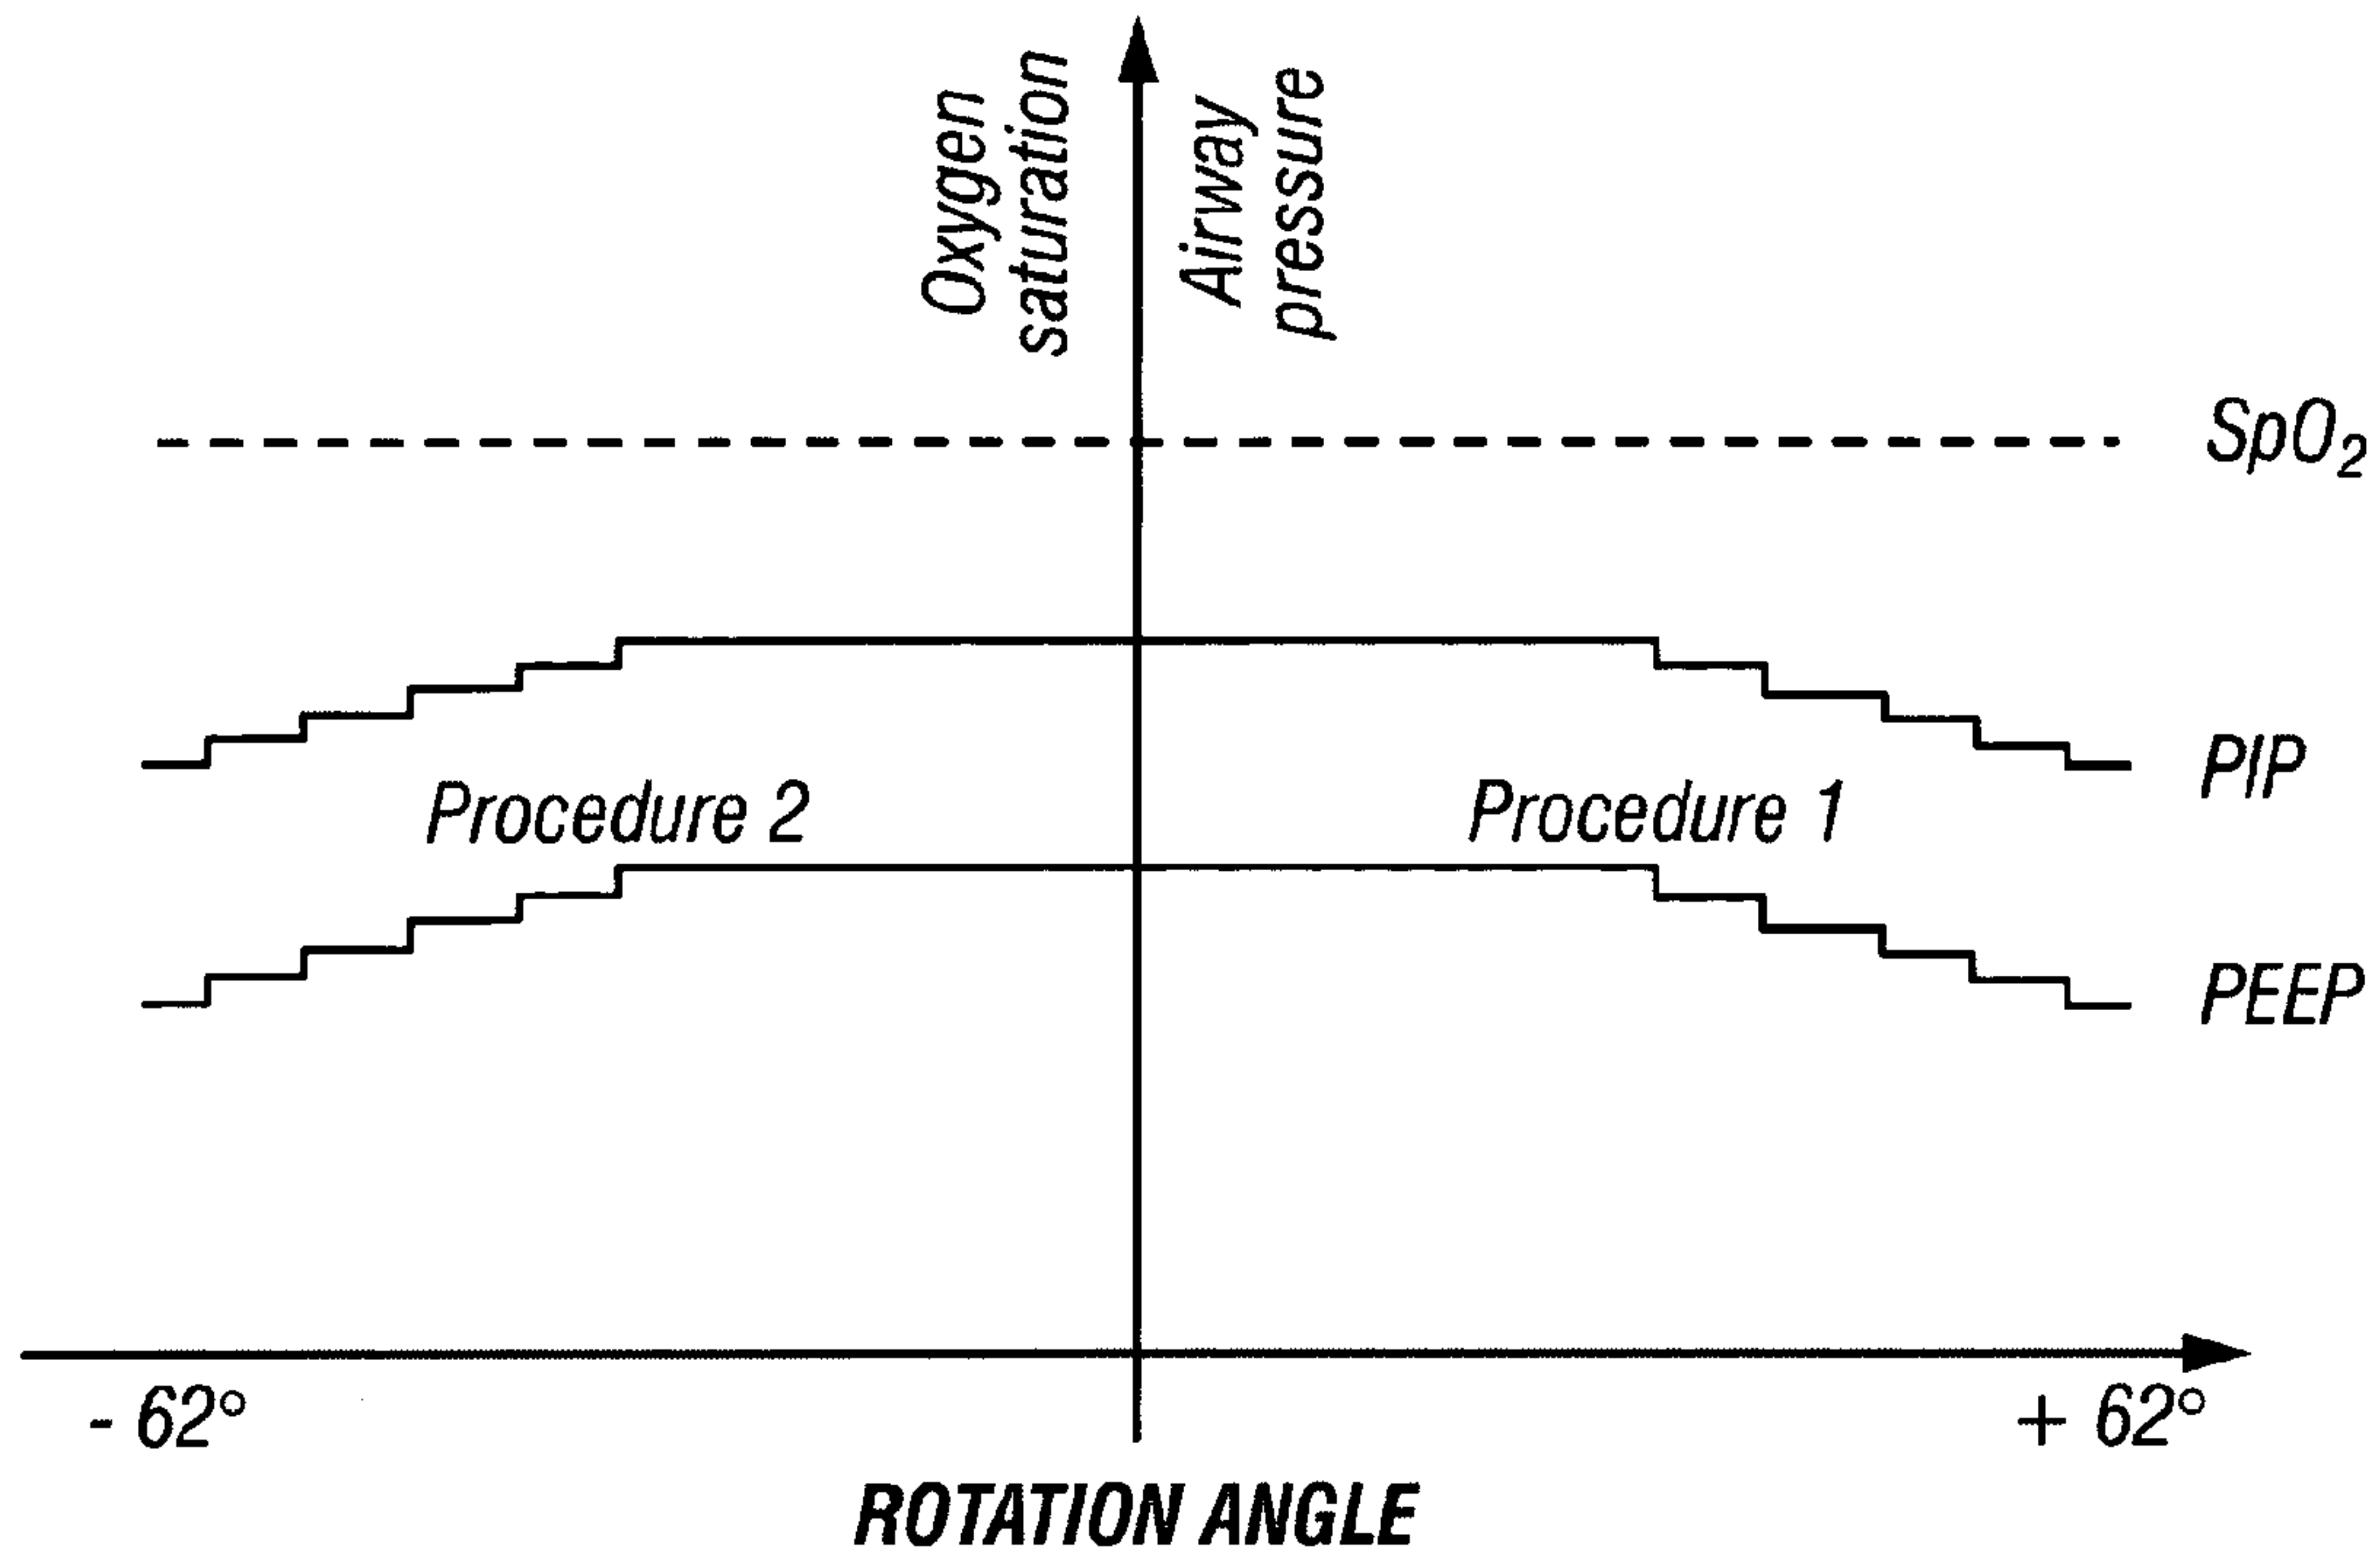 Oxygen
saturation
Airway
pressure
SpO₂
PIP
Procedure 2
Procedure 1
PEEP
- 62°
+ 62°
ROTATION ANGLE